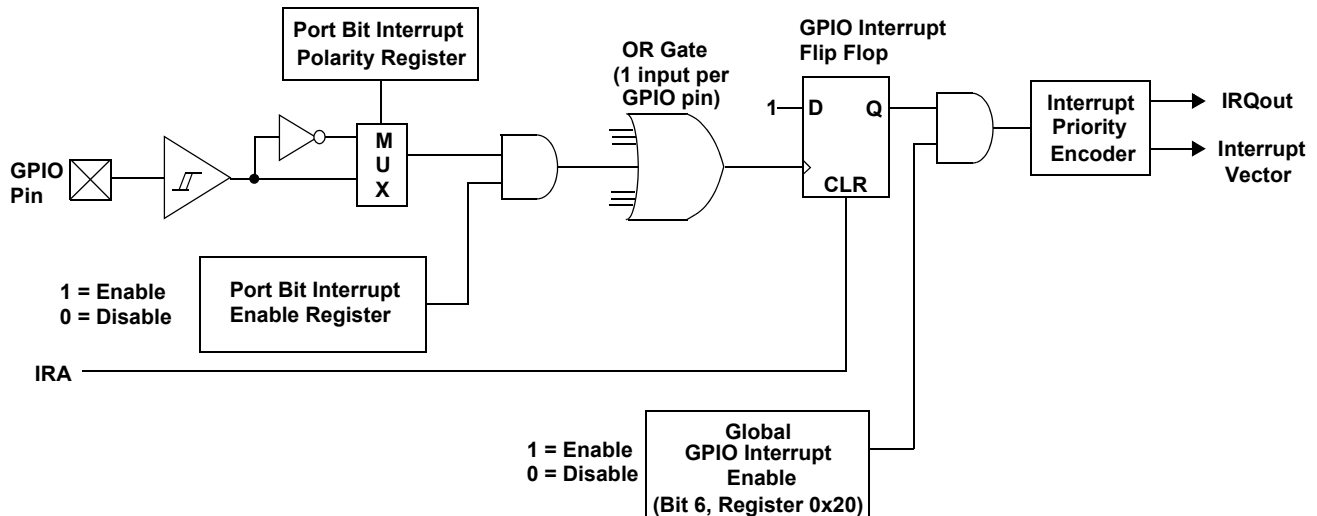 Port Bit Interrupt
Polarity Register
GPIO
Pin
M
U
X
OR Gate
(1 input per
GPIO pin)
GPIO Interrupt
Flip Flop
1
D
Q
CLR
Interrupt
Priority
Encoder
IRQout
Interrupt
Vector
1 = Enable
0 = Disable
Port Bit Interrupt
Enable Register
IRA
1 = Enable
0 = Disable
Global
GPIO Interrupt
Enable
(Bit 6, Register 0x20)